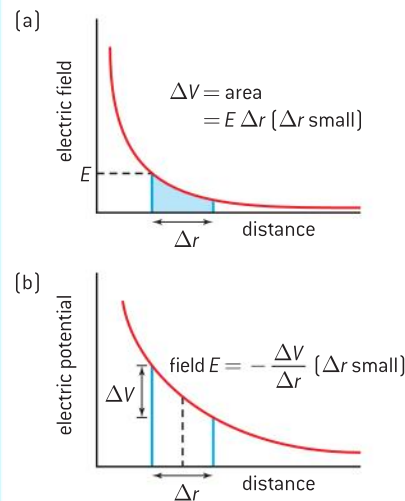 (a)
electric field
ΔV = area
= E Δr (Δr small)
E
Δr
distance
(b)
electric potential
field E = − ΔV/Δr (Δr small)
ΔV
Δr
distance